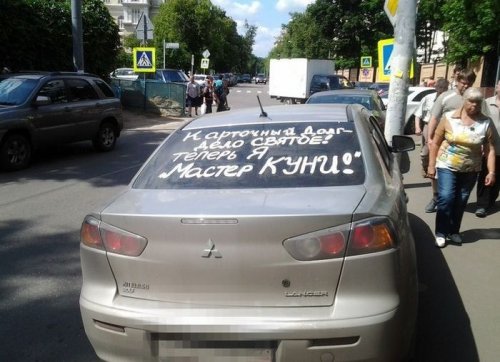 Карточный долг-
дело святое!
теперь я
"Мастер КУНИ!"
LANCER